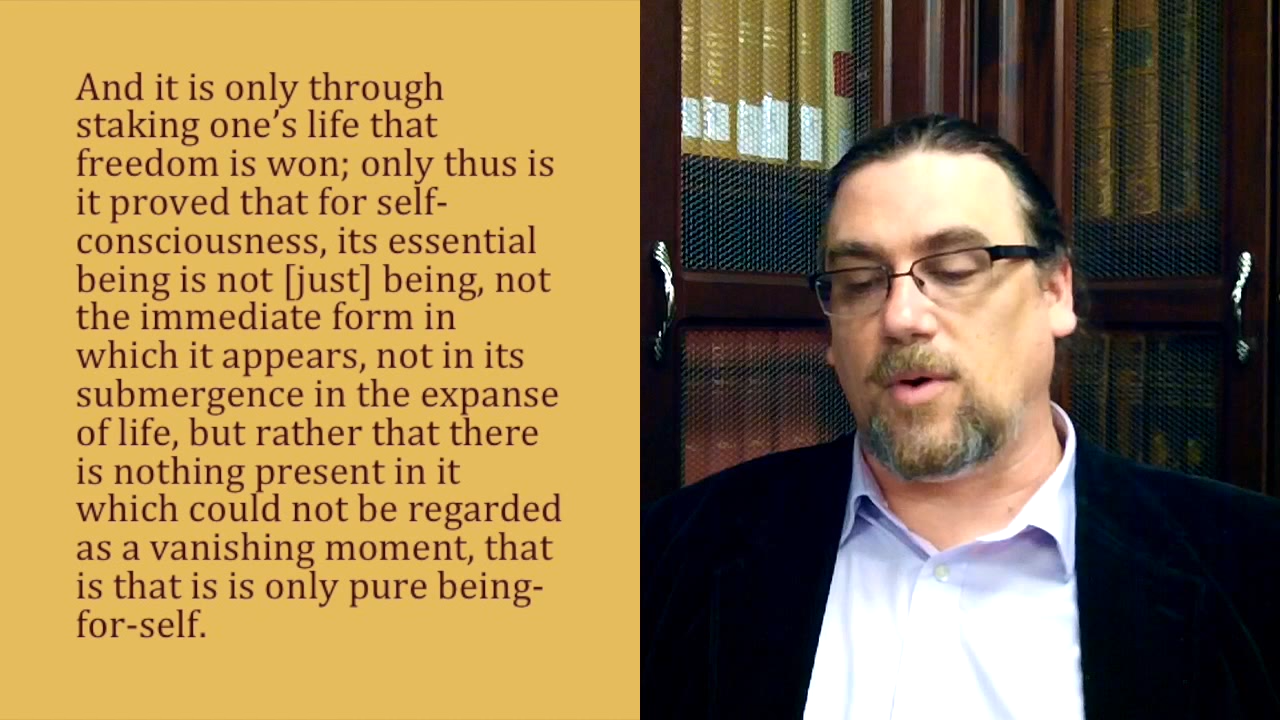 And it is only through
staking one’s life that
freedom is won; only thus is
it proved that for self-
consciousness, its essential
being is not [just] being, not
the immediate form in
which it appears, not in its
submergence in the expanse
of life, but rather that there
is nothing present in it
which could not be regarded
as a vanishing moment, that
is that is is only pure being-
for-self.